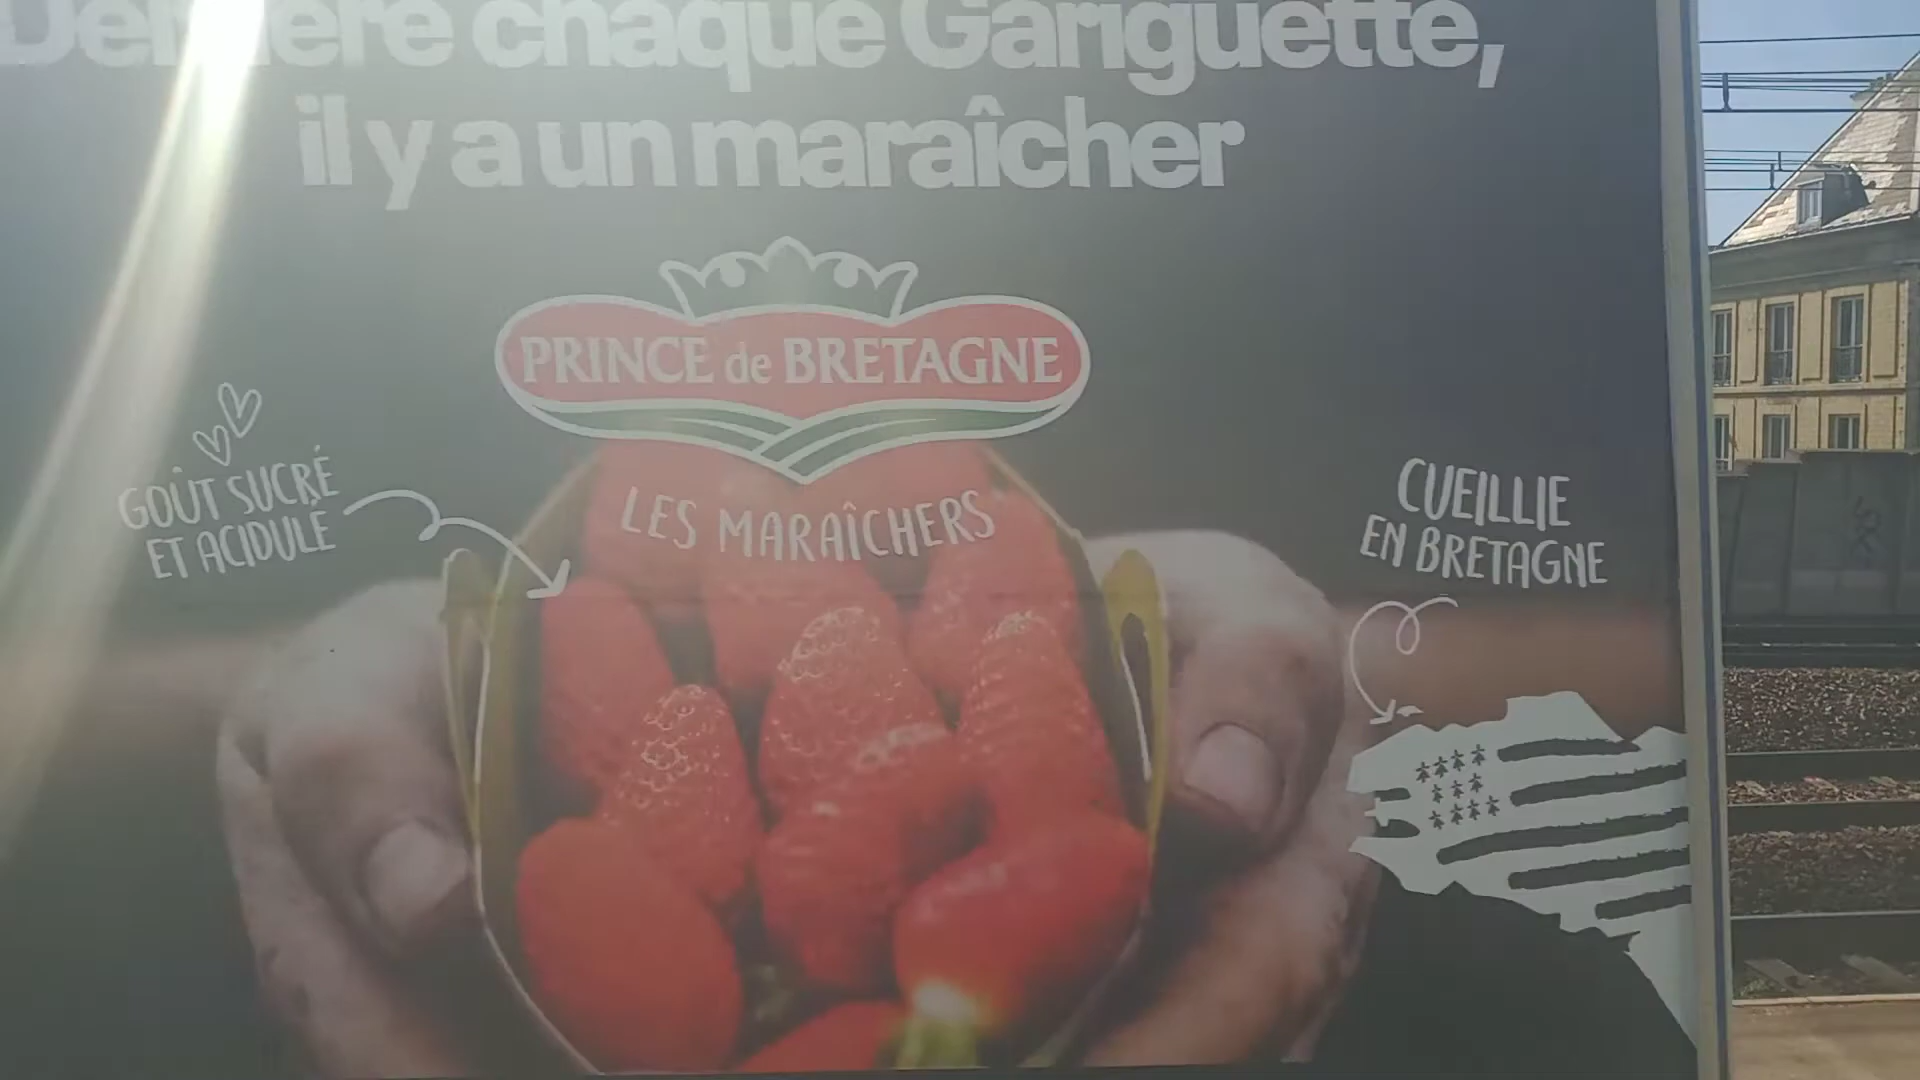 Derrière chaque Gariguette,
il y a un maraîcher
PRINCE de BRETAGNE
LES MARAÎCHERS
GOÛT SUCRÉ
ET ACIDULÉ
CUEILLIE
EN BRETAGNE